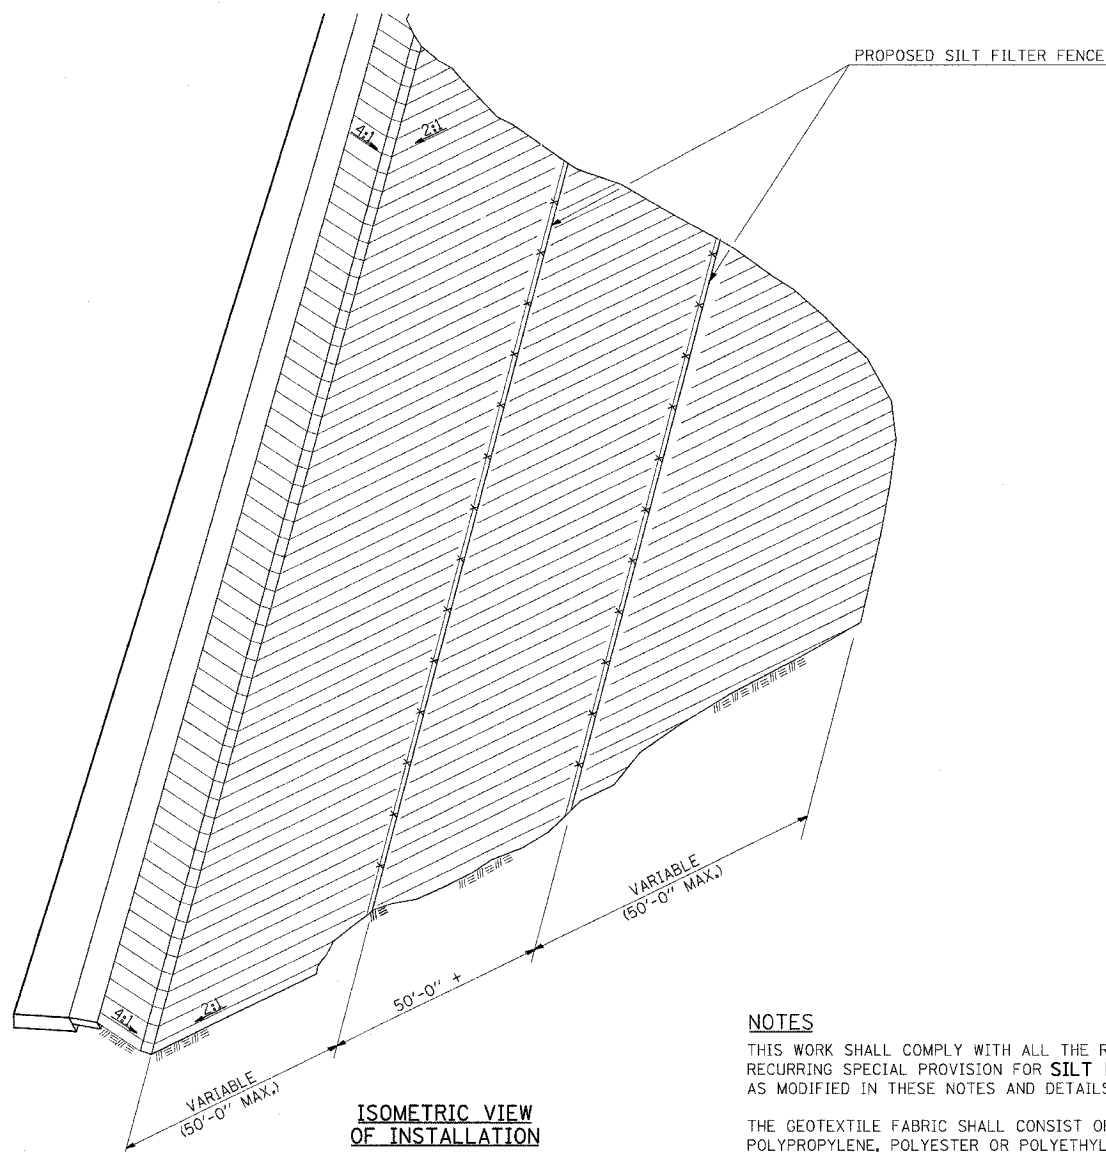 PROPOSED SILT FILTER FENCE
4:1
2:1
VARIABLE
(50'-0" MAX.)
50'-0" +
4:1
2:1
VARIABLE
(50'-0" MAX.)
ISOMETRIC VIEW
OF INSTALLATION
NOTES
THIS WORK SHALL COMPLY WITH ALL THE
RECURRING SPECIAL PROVISION FOR SILT
AS MODIFIED IN THESE NOTES AND DETAILS
THE GEOTEXTILE FABRIC SHALL CONSIST
POLYPROPYLENE, POLYESTER OR